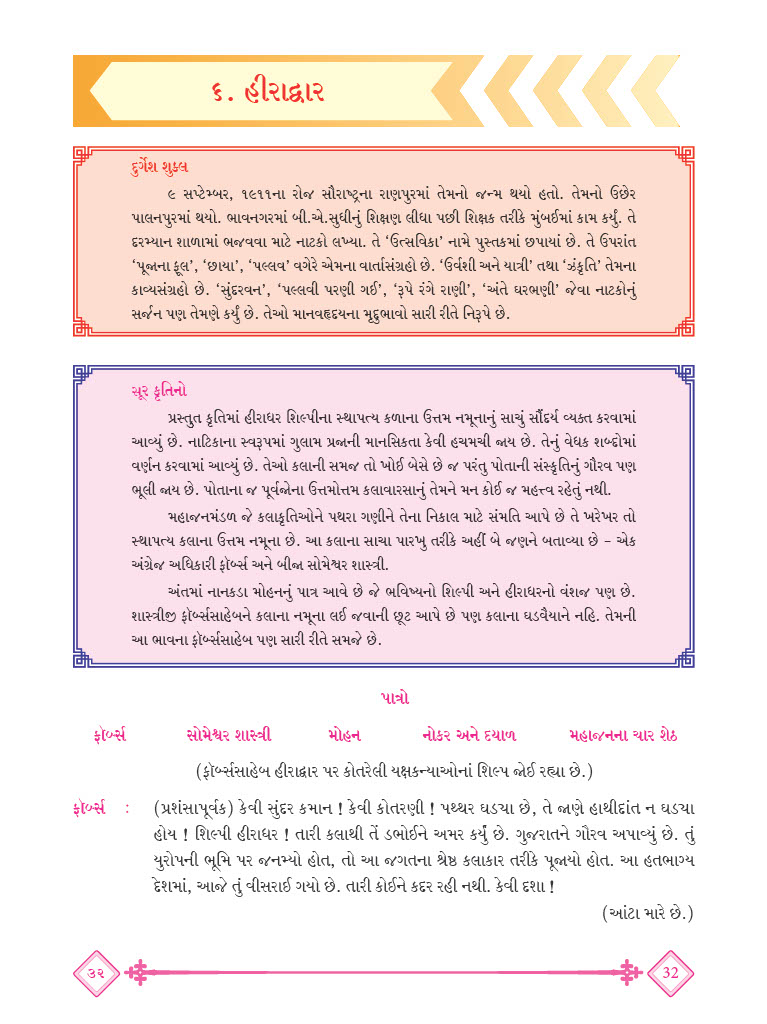 ૬. હીરાદ્વાર
દુર્ગેશ શુક્લ
૯ સપ્ટેમ્બર, ૧૯૧૧ના રોજ સૌરાષ્ટ્રના રાણપુરમાં તેમનો જન્મ થયો હતો. તેમનો ઉછેર
પાલનપુરમાં થયો. ભાવનગરમાં બી.એ.સુધીનું શિક્ષણ લીધા પછી શિક્ષક તરીકે મુંબઈમાં કામ કર્યું. તે
દરમ્યાન શાળામાં ભજવવા માટે નાટકો લખ્યા. તે ‘ઉત્સવિકા’ નામે પુસ્તકમાં છપાયાં છે. તે ઉપરાંત
‘પૂજાના ફૂલ’, ‘છાયા’, ‘પલ્લવ’ વગેરે એમના વાર્તાસંગ્રહો છે. ‘ઉર્વશી અને યાત્રી’ તથા ‘ઝંકૃતિ’ તેમના
કાવ્યસંગ્રહો છે. ‘સુંદરવન’, ‘પલ્લવી પરણી ગઈ’, ‘રૂપે રંગે રાણી’, ‘અંતે ઘરભણી’ જેવા નાટકોનું
સર્જન પણ તેમણે કર્યું છે. તેઓ માનવહૃદયના મૃદુભાવો સારી રીતે નિરૂપે છે.
સૂર કૃતિનો
પ્રસ્તુત કૃતિમાં હીરાધર શિલ્પીના સ્થાપત્ય કળાના ઉત્તમ નમૂનાનું સાચું સૌંદર્ય વ્યક્ત કરવામાં
આવ્યું છે. નાટિકાના સ્વરૂપમાં ગુલામ પ્રજાની માનસિકતા કેવી હચમચી જાય છે. તેનું વેધક શબ્દોમાં
વર્ણન કરવામાં આવ્યું છે. તેઓ કલાની સમજ તો ખોઈ બેસે છે જ પરંતુ પોતાની સંસ્કૃતિનું ગૌરવ પણ
ભૂલી જાય છે. પોતાના જ પૂર્વજોના ઉત્તમોત્તમ કલાવારસાનું તેમને મન કોઈ જ મહત્ત્વ રહેતું નથી.
મહાજનમંડળ જે કલાકૃતિઓને પથરા ગણીને તેના નિકાલ માટે સંમતિ આપે છે તે ખરેખર તો
સ્થાપત્ય કલાના ઉત્તમ નમૂના છે. આ કલાના સાચા પારખુ તરીકે અહીં બે જણને બતાવ્યા છે – એક
અંગ્રેજ અધિકારી ફૉર્બ્સ અને બીજા સોમેશ્વર શાસ્ત્રી.
અંતમાં નાનકડા મોહનનું પાત્ર આવે છે જે ભવિષ્યનો શિલ્પી અને હીરાધરનો વંશજ પણ છે.
શાસ્ત્રીજી ફૉર્બ્સસાહેબને કલાના નમૂના લઈ જવાની છૂટ આપે છે પણ કલાના ઘડવૈયાને નહિ. તેમની
આ ભાવના ફૉર્બ્સસાહેબ પણ સારી રીતે સમજે છે.
પાત્રો
ફૉર્બ્સ સોમેશ્વર શાસ્ત્રી મોહન નોકર અને દયાળ મહાજનના ચાર શેઠ
(ફૉર્બ્સસાહેબ હીરાદ્વાર પર કોતરેલી યક્ષકન્યાઓનાં શિલ્પ જોઈ રહ્યા છે.)
ફૉર્બ્સ : (પ્રશંસાપૂર્વક) કેવી સુંદર કમાન ! કેવી કોતરણી ! પથ્થર ઘડ્યા છે, તે જાણે હાથીદાંત ન ઘડ્યા
હોય ! શિલ્પી હીરાધર ! તારી કલાથી તેં ડભોઈને અમર કર્યું છે. ગુજરાતને ગૌરવ અપાવ્યું છે. તું
યુરોપની ભૂમિ પર જનમ્યો હોત, તો આ જગતના શ્રેષ્ઠ કલાકાર તરીકે પૂજાયો હોત. આ હતભાગ્ય
દેશમાં, આજે તું વીસરાઈ ગયો છે. તારી કોઈને કદર રહી નથી. કેવી દશા !
(આંટા મારે છે.)
૩૨ 32